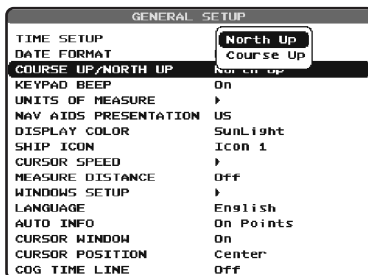 GENERAL SETUP
TIME SETUP
North Up
DATE FORMAT
Course Up
COURSE UP/NORTH UP North Up
KEYPAD BEEP On
UNITS OF MEASURE
NAV AIDS PRESENTATION US
DISPLAY COLOR SunLight
SHIP ICON Icon 1
CURSOR SPEED
MEASURE DISTANCE Off
WINDOWS SETUP
LANGUAGE English
AUTO INFO On Points
CURSOR WINDOW On
CURSOR POSITION Center
COG TIME LINE Off